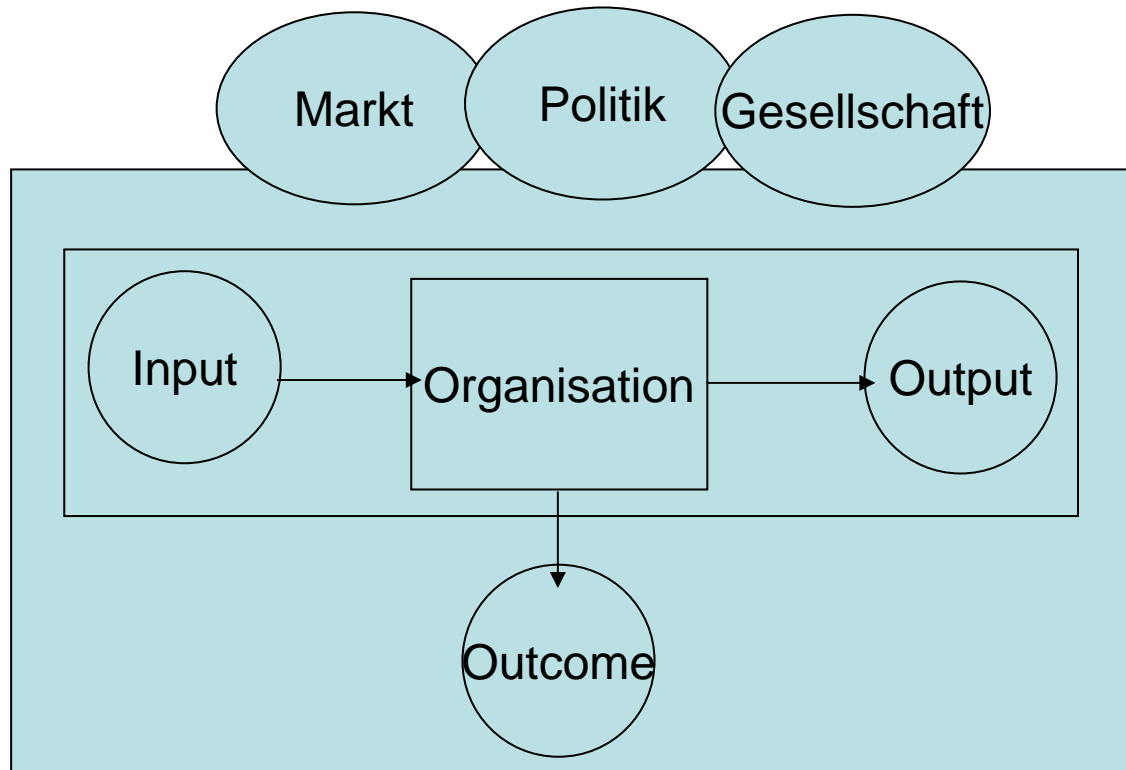 Markt
Politik
Gesellschaft
Input
Organisation
Output
Outcome